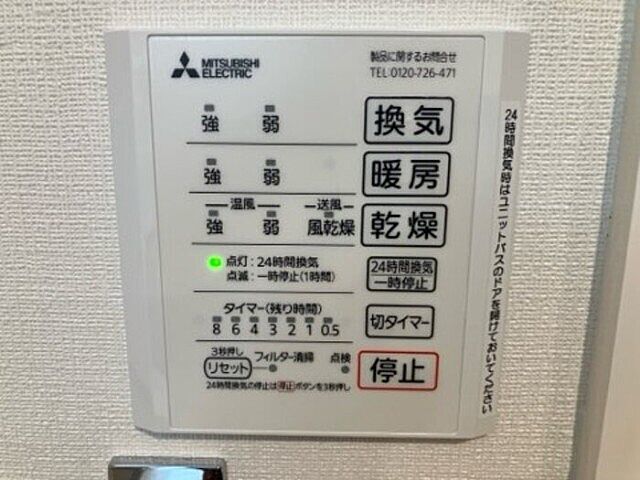 MITSUBISHI
ELECTRIC
製品に関するお問合せ
TEL:0120-726-471
強 弱 換気
強 弱 暖房
温風 送風
強 弱 風乾燥 乾燥
点灯:24時間換気
点滅:一時停止(1時間)
24時間換気
一時停止
タイマー(残り時間)
8 6 4 3 2 1 0.5
切タイマー
3秒押し
リセット フィルター清掃 点検
停止
24時間換気の停止は停止ボタンを3秒押し
24時間換気時はユニットバスのドアを開けておいてください